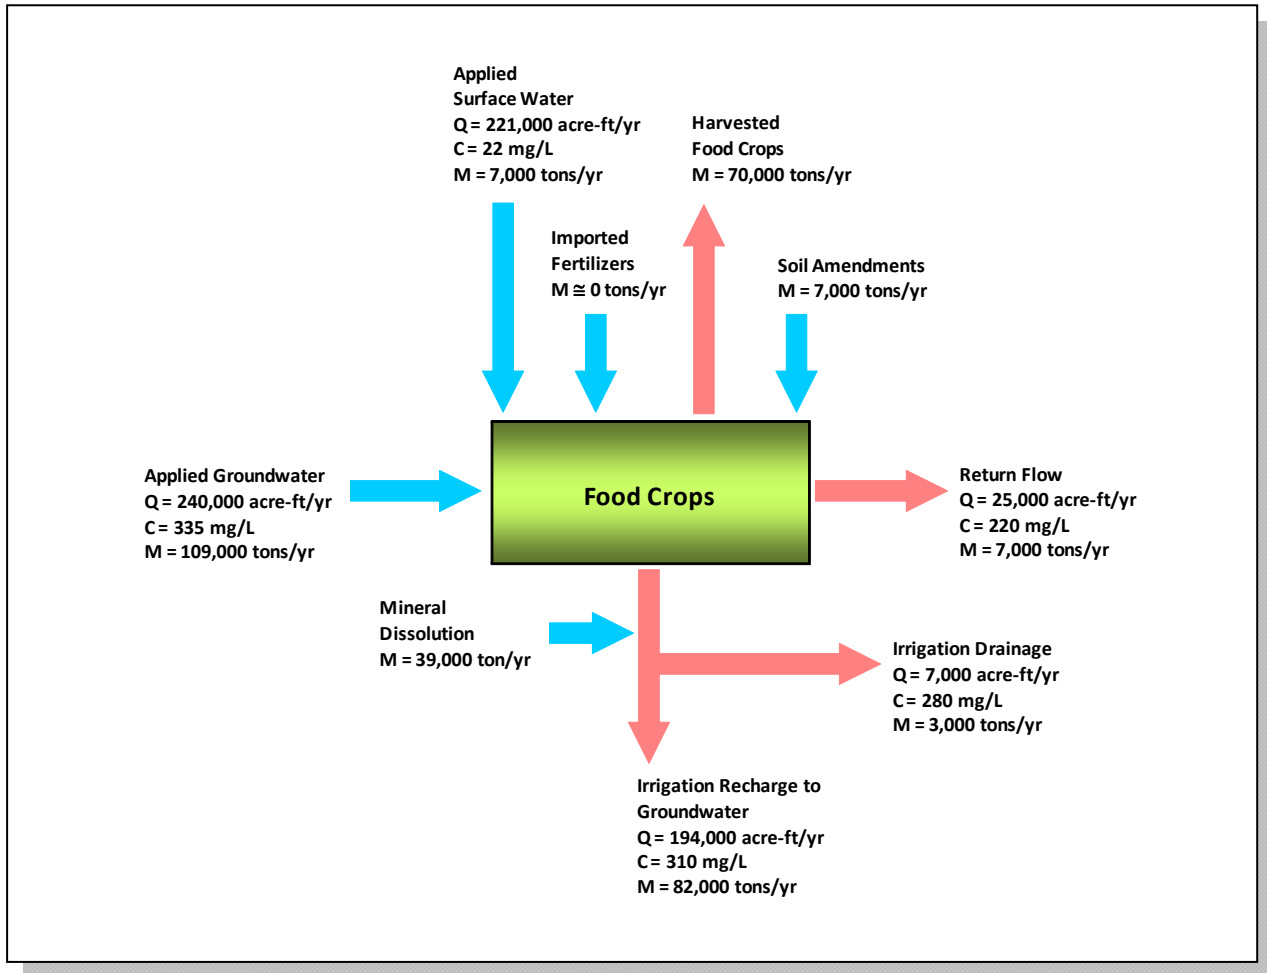 Applied
Surface Water
Q = 221,000 acre-ft/yr
C = 22 mg/L
M = 7,000 tons/yr
Harvested
Food Crops
M = 70,000 tons/yr
Imported
Fertilizers
M ≅ 0 tons/yr
Soil Amendments
M = 7,000 tons/yr
Applied Groundwater
Q = 240,000 acre-ft/yr
C = 335 mg/L
M = 109,000 tons/yr
Food Crops
Return Flow
Q = 25,000 acre-ft/yr
C = 220 mg/L
M = 7,000 tons/yr
Mineral
Dissolution
M = 39,000 ton/yr
Irrigation Drainage
Q = 7,000 acre-ft/yr
C = 280 mg/L
M = 3,000 tons/yr
Irrigation Recharge to
Groundwater
Q = 194,000 acre-ft/yr
C = 310 mg/L
M = 82,000 tons/yr